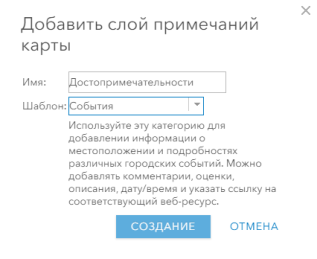 Добавить слой примечаний
карты
Имя: Достопримечательности
Шаблон: События
Используйте эту категорию для
добавлении информации о
местоположении и подробностях
различных городских событий. Можно
добавлять комментарии, оценки,
описания, дату/время и указать ссылку на
соответствующий веб-ресурс.
СОЗДАНИЕ ОТМЕНА